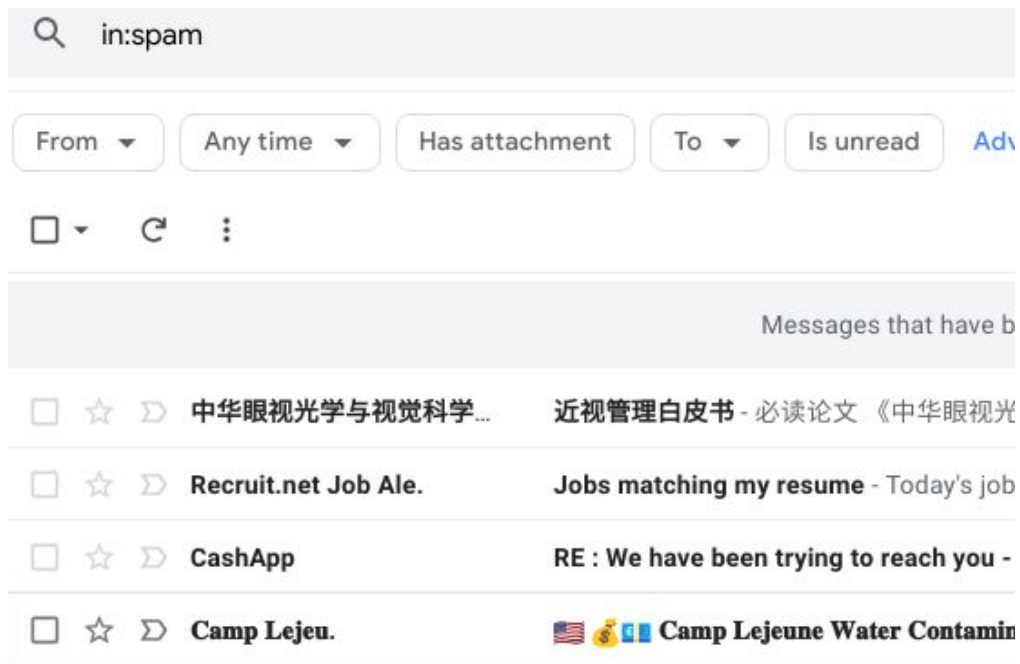 in:spam
From Any time Has attachment To Is unread Adv
Messages that have b
中华眼视光学与视觉科学... 近视管理白皮书 - 必读论文 《中华眼视光
Recruit.net Job Ale. Jobs matching my resume - Today's job
CashApp RE : We have been trying to reach you -
Camp Lejeu. 🇺🇸 💰💶 Camp Lejeune Water Contamin